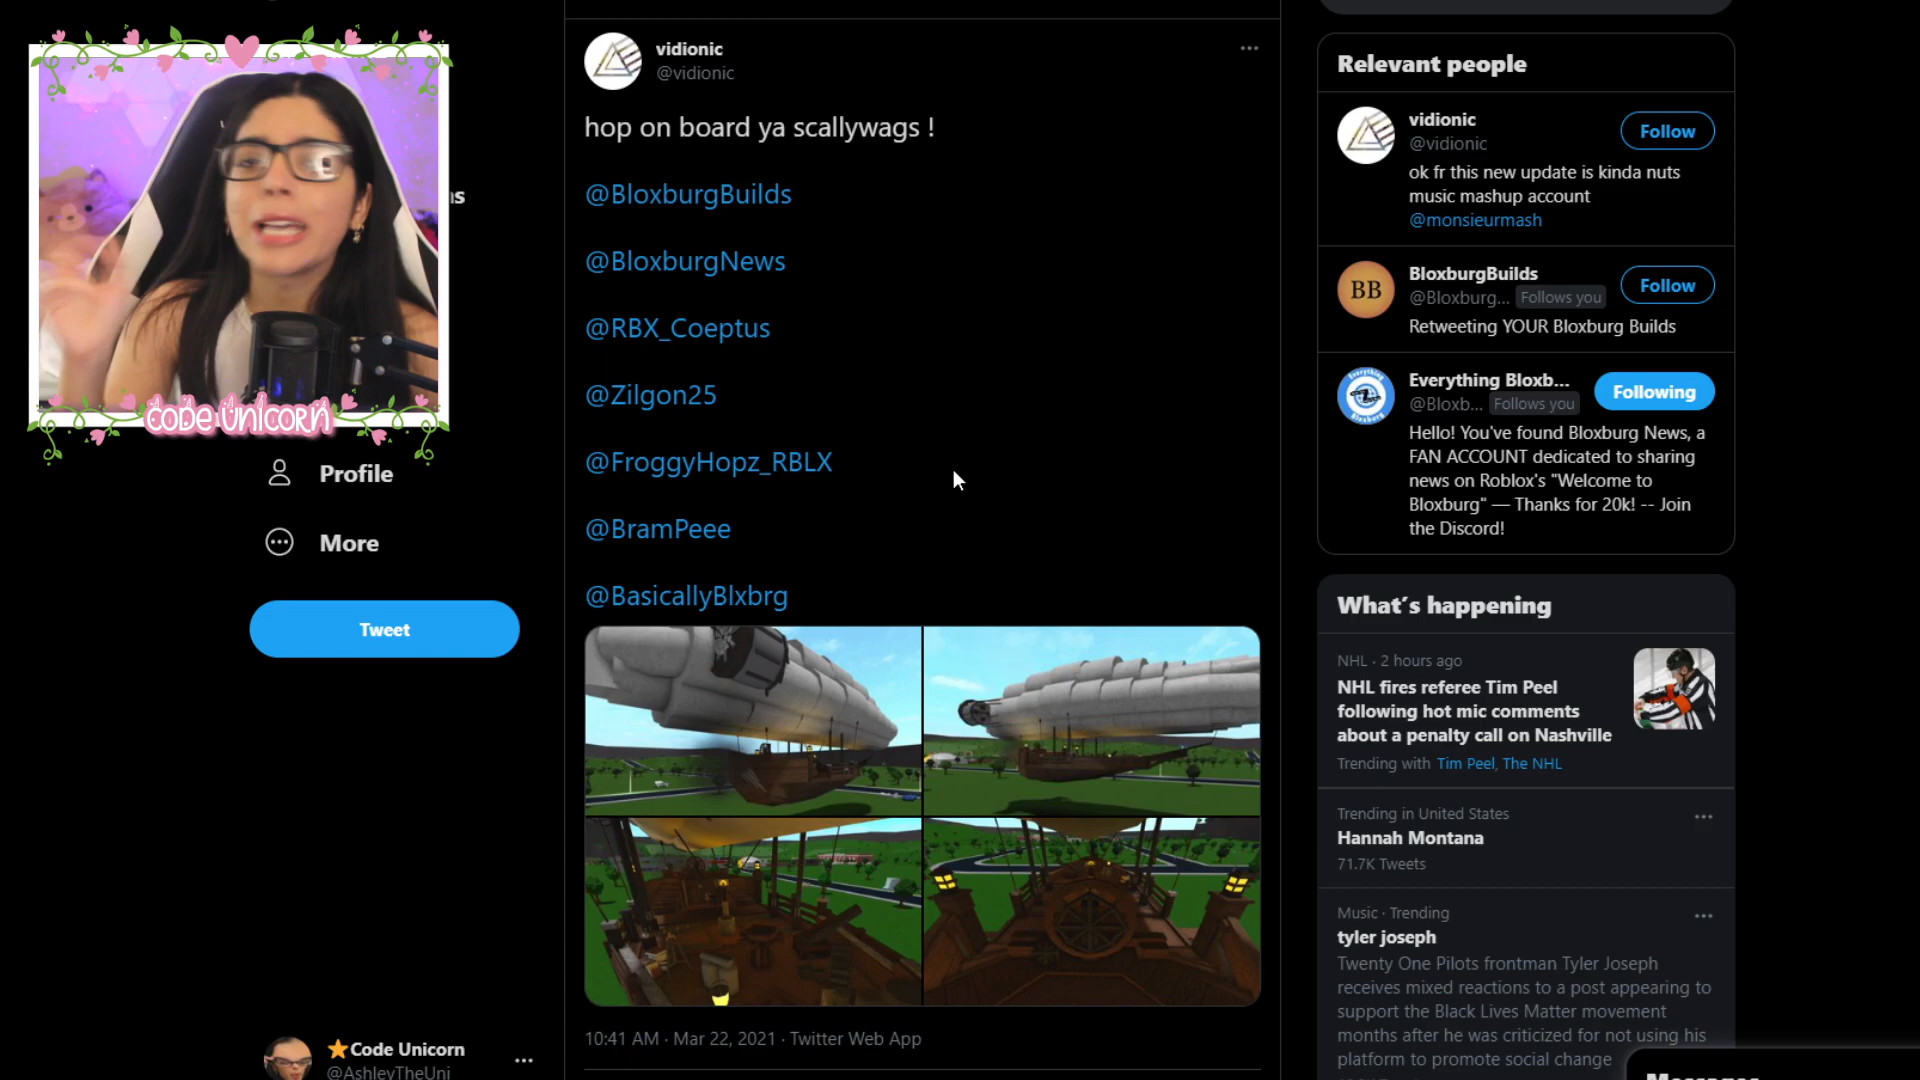 CODE UNICORN
Profile
More
Tweet
⭐Code Unicorn
@AshleyTheUni
vidionic
@vidionic
hop on board ya scallywags !
@BloxburgBuilds
@BloxburgNews
@RBX_Coeptus
@Zilgon25
@FroggyHopz_RBLX
@BramPeee
@BasicallyBlxbrg
10:41 AM · Mar 22, 2021 · Twitter Web App
Relevant people
vidionic
@vidionic
Follow
ok fr this new update is kinda nuts
music mashup account
@monsieurmash
BB
BloxburgBuilds
@Bloxburg... Follows you
Follow
Retweeting YOUR Bloxburg Builds
Everything Bloxb...
@Bloxb... Follows you
Following
Hello! You've found Bloxburg News, a
FAN ACCOUNT dedicated to sharing
news on Roblox's "Welcome to
Bloxburg" — Thanks for 20k! -- Join
the Discord!
What's happening
NHL · 2 hours ago
NHL fires referee Tim Peel
following hot mic comments
about a penalty call on Nashville
Trending with Tim Peel, The NHL
Trending in United States
Hannah Montana
71.7K Tweets
Music · Trending
tyler joseph
Twenty One Pilots frontman Tyler Joseph
receives mixed reactions to a post appearing to
support the Black Lives Matter movement
months after he was criticized for not using his
platform to promote social change
Messages